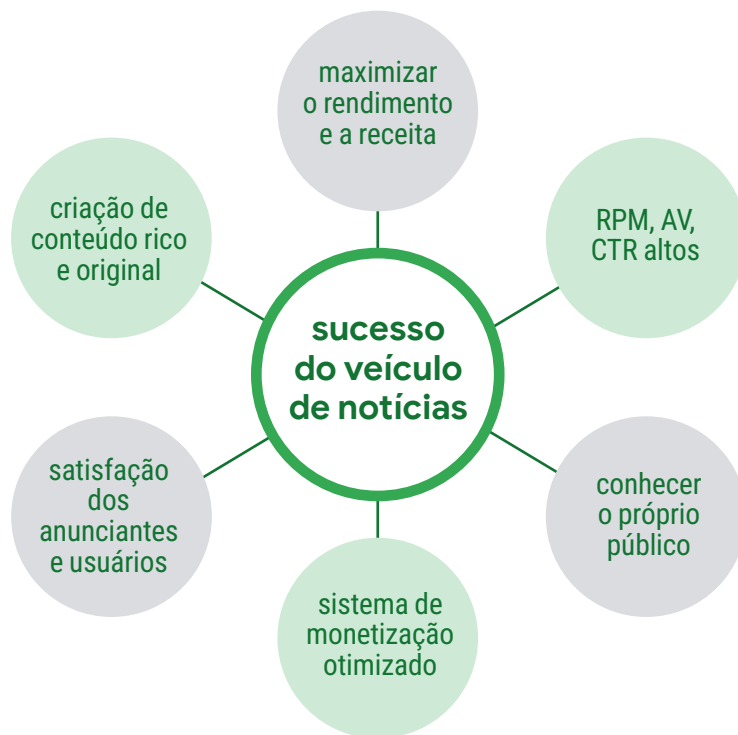 maximizar
o rendimento
e a receita
criação de
conteúdo rico
e original
RPM, AV,
CTR altos
sucesso
do veículo
de notícias
satisfação
dos
anunciantes
e usuários
conhecer
o próprio
público
sistema de
monetização
otimizado